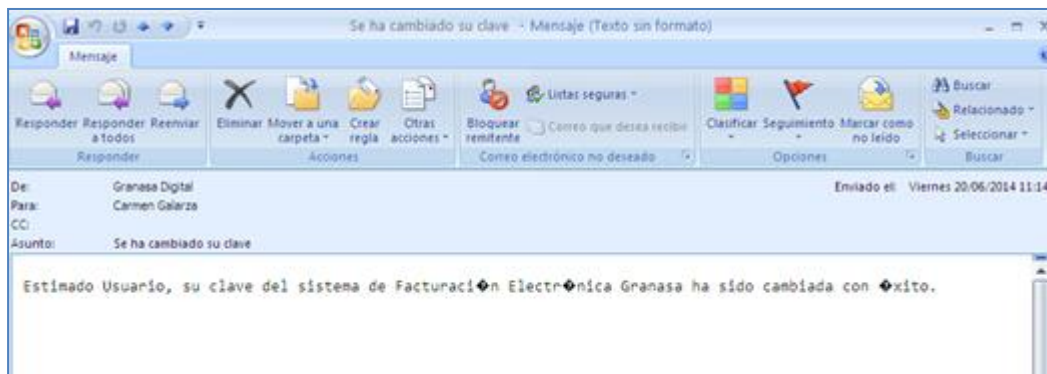 Se ha cambiado su clave - Mensaje (Texto sin formato)
Mensaje
Responder Responder a todos Reenviar
Responder
Eliminar Mover a una carpeta Crear regla Otras acciones
Acciones
Bloquear remitente Listas seguras Correo que desea recibir
Correo electrónico no deseado
Clasificar Seguimiento Marcar como no leído
Opciones
Buscar
Relacionado
Seleccionar
Buscar
De: Granasa Digital Enviado el: Viernes 20/06/2014 11:14
Para: Carmen Galarza
CC:
Asunto: Se ha cambiado su clave
Estimado Usuario, su clave del sistema de Facturaci�n Electr�nica Granasa ha sido cambiada con �xito.